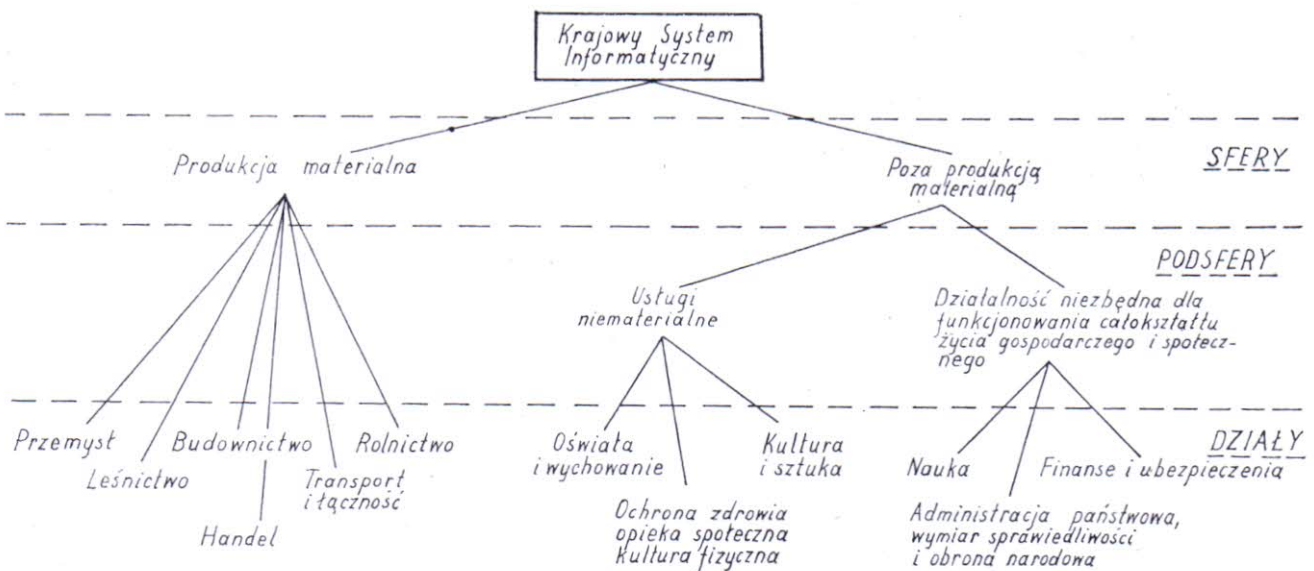 Krajowy System
Informatyczny
SFERY
Produkcja materialna
Poza produkcją
materialną
PODSFERY
Usługi
niematerialne
Działalność niezbędna dla
funkcjonowania całokształtu
życia gospodarczego i społecz-
nego
DZIAŁY
Przemysł
Leśnictwo
Budownictwo
Handel
Transport
i łączność
Rolnictwo
Oświata
i wychowanie
Ochrona zdrowia
opieka społeczna
kultura fizyczna
Kultura
i sztuka
Nauka
Administracja państwowa,
wymiar sprawiedliwości
i obrona narodowa
Finanse i ubezpieczenia